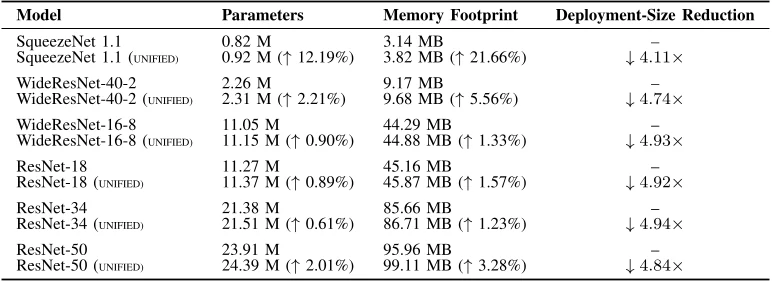 Model Parameters Memory Footprint Deployment-Size Reduction
SqueezeNet 1.1 0.82 M 3.14 MB –
SqueezeNet 1.1 (UNIFIED) 0.92 M (↑ 12.19%) 3.82 MB (↑ 21.66%) ↓ 4.11×
WideResNet-40-2 2.26 M 9.17 MB –
WideResNet-40-2 (UNIFIED) 2.31 M (↑ 2.21%) 9.68 MB (↑ 5.56%) ↓ 4.74×
WideResNet-16-8 11.05 M 44.29 MB –
WideResNet-16-8 (UNIFIED) 11.15 M (↑ 0.90%) 44.88 MB (↑ 1.33%) ↓ 4.93×
ResNet-18 11.27 M 45.16 MB –
ResNet-18 (UNIFIED) 11.37 M (↑ 0.89%) 45.87 MB (↑ 1.57%) ↓ 4.92×
ResNet-34 21.38 M 85.66 MB –
ResNet-34 (UNIFIED) 21.51 M (↑ 0.61%) 86.71 MB (↑ 1.23%) ↓ 4.94×
ResNet-50 23.91 M 95.96 MB –
ResNet-50 (UNIFIED) 24.39 M (↑ 2.01%) 99.11 MB (↑ 3.28%) ↓ 4.84×